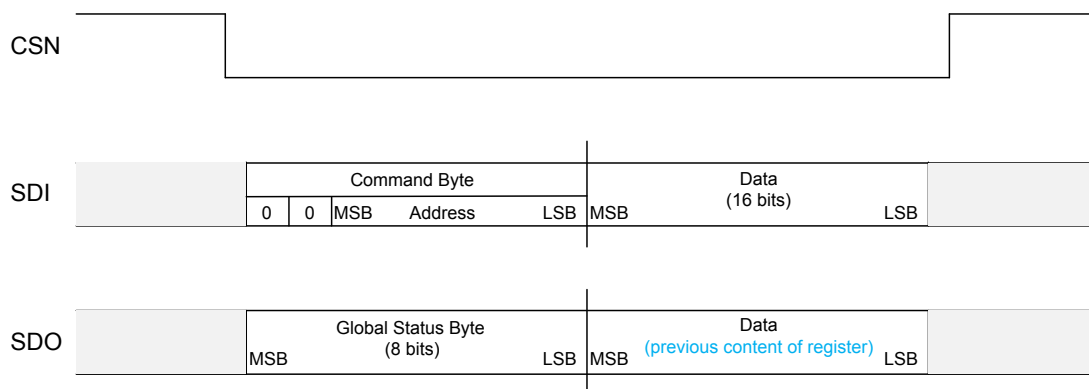 CSN
SDI
Command Byte
0 0 MSB Address LSB
Data
(16 bits)
MSB LSB
SDO
Global Status Byte
(8 bits)
MSB LSB
Data
(previous content of register)
MSB LSB